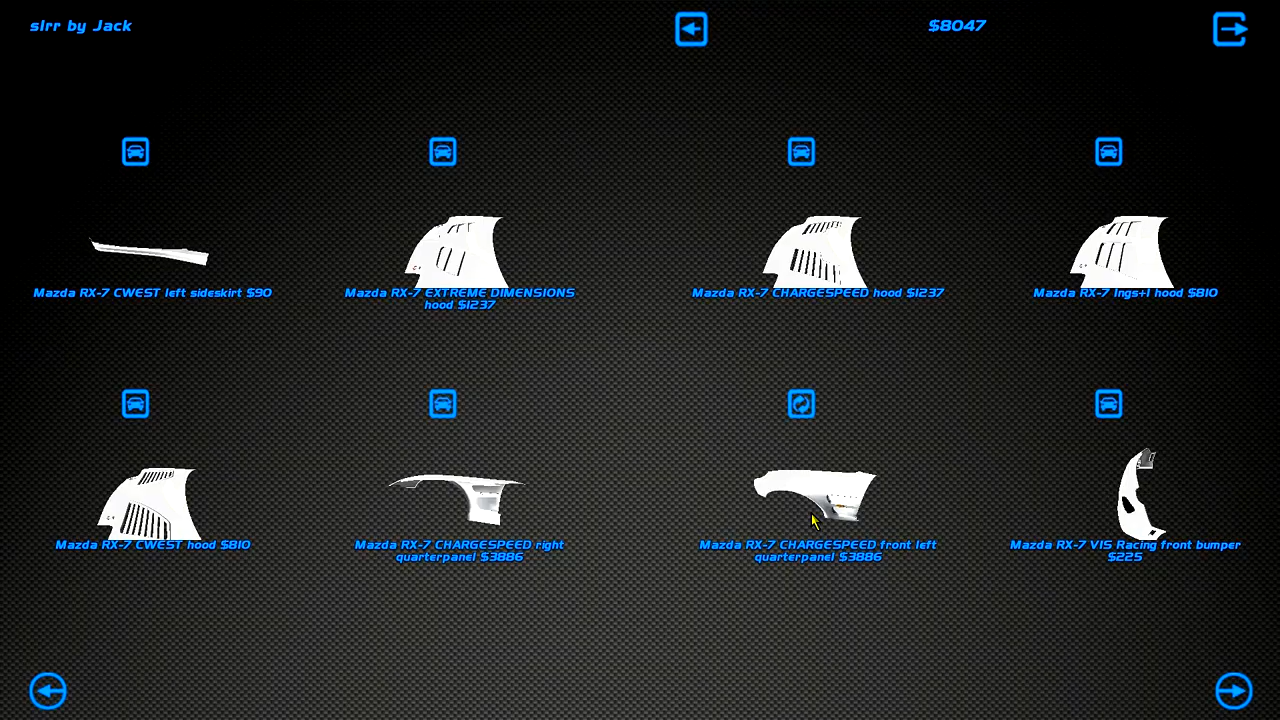 slrr by Jack
$8047
Mazda RX-7 CWEST left sideskirt $90
Mazda RX-7 EXTREME DIMENSIONS
hood $1237
Mazda RX-7 CHARGESPEED hood $1237
Mazda RX-7 Ings+1 hood $810
Mazda RX-7 CWEST hood $810
Mazda RX-7 CHARGESPEED right
quarterpanel $3886
Mazda RX-7 CHARGESPEED front left
quarterpanel $3886
Mazda RX-7 VIS Racing front bumper
$225